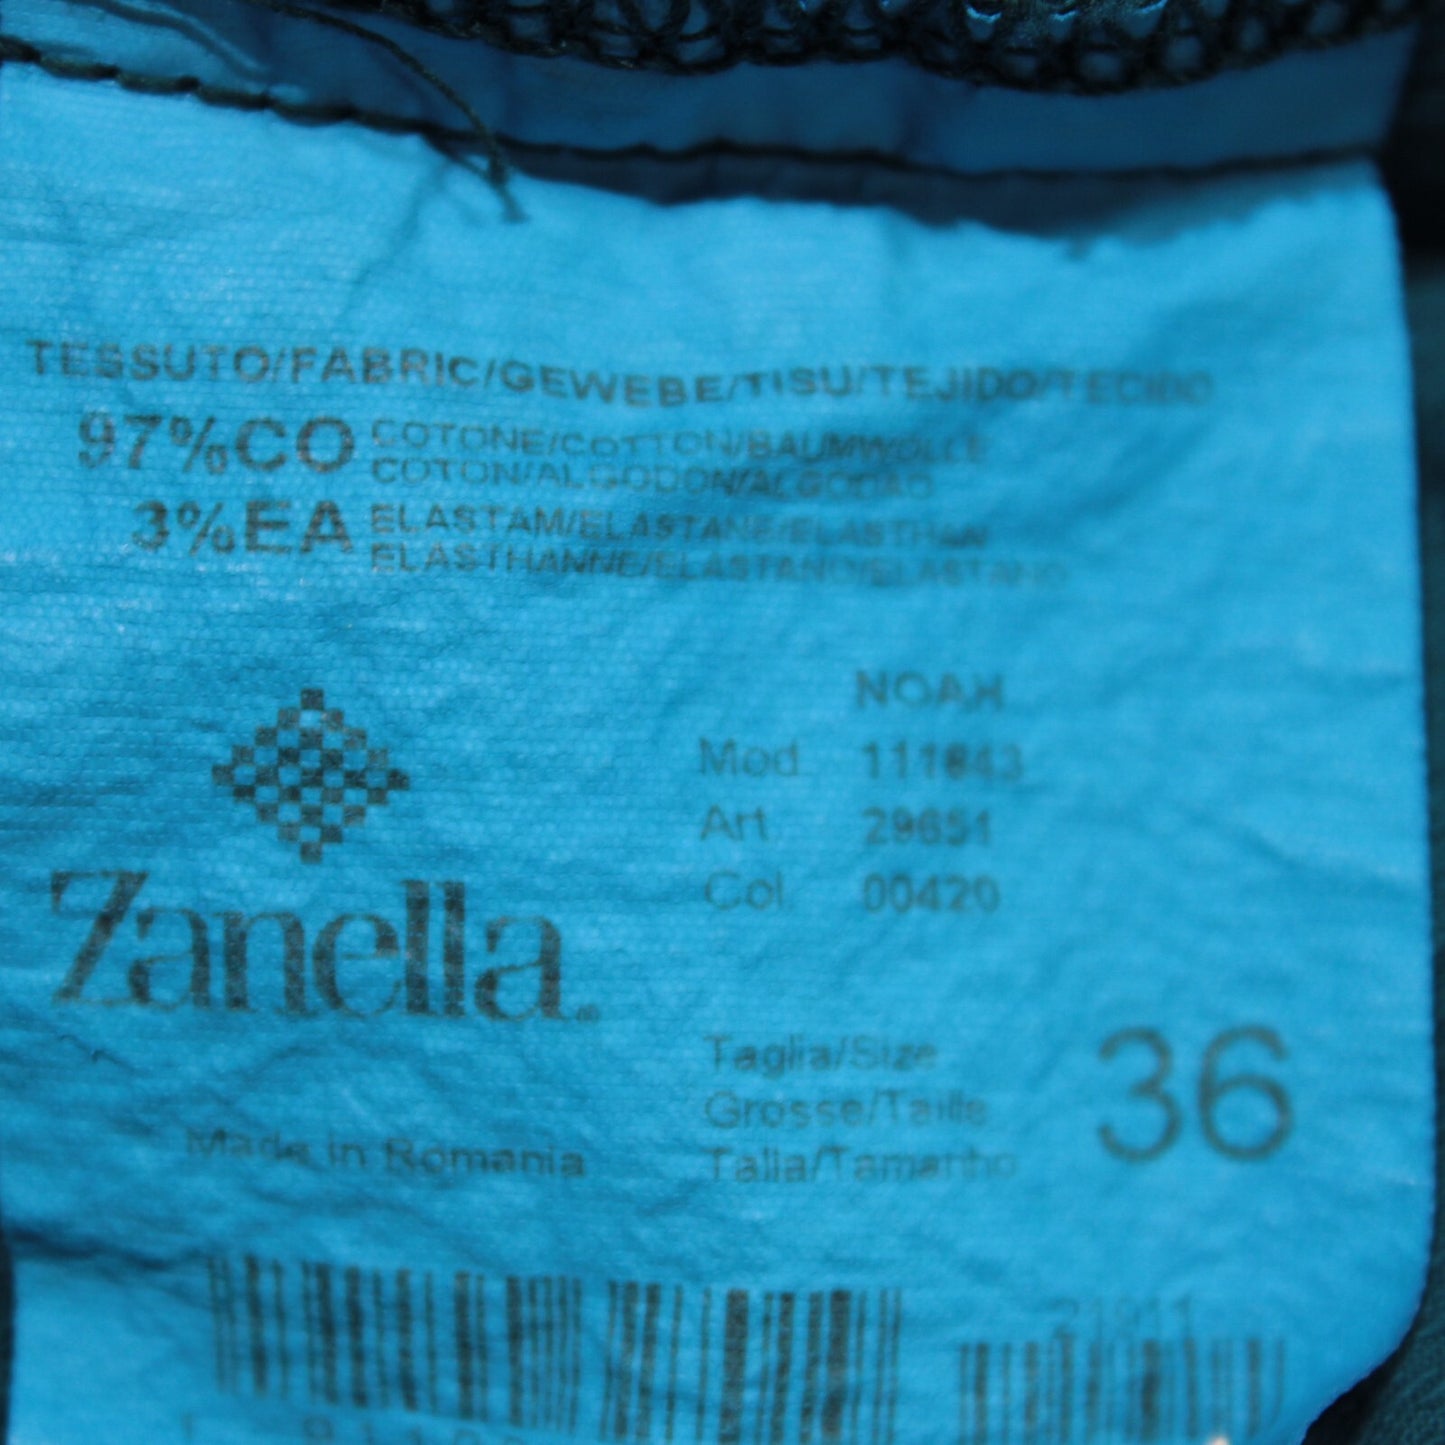 TESSUTO/FABRIC/GEWEBE/TISU/TEJIDO/TECIDO
97%CO COTONE/COTTON/BAUMWOLLE
COTON/ALGODON/ALGODAO
3%EA ELASTAM/ELASTANE/ELASTHAN
ELASTHANNE/ELASTANO/ELASTANO
NOAH
Mod. 111643
Art. 29651
Col. 00420
Zanella®
Taglia/Size
Grosse/Taille
Talla/Tamanho
36
Made in Romania